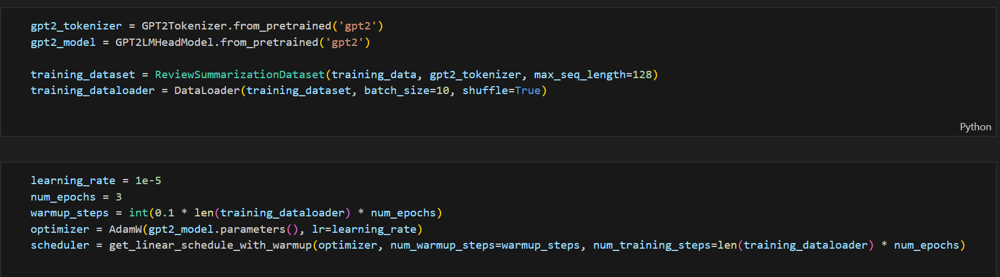 gpt2_tokenizer = GPT2Tokenizer.from_pretrained('gpt2')
gpt2_model = GPT2LMHeadModel.from_pretrained('gpt2')
training_dataset = ReviewSummarizationDataset(training_data, gpt2_tokenizer, max_seq_length=128)
training_dataloader = DataLoader(training_dataset, batch_size=10, shuffle=True)
Python
learning_rate = 1e-5
num_epochs = 3
warmup_steps = int(0.1 * len(training_dataloader) * num_epochs)
optimizer = AdamW(gpt2_model.parameters(), lr=learning_rate)
scheduler = get_linear_schedule_with_warmup(optimizer, num_warmup_steps=warmup_steps, num_training_steps=len(training_dataloader) * num_epochs)